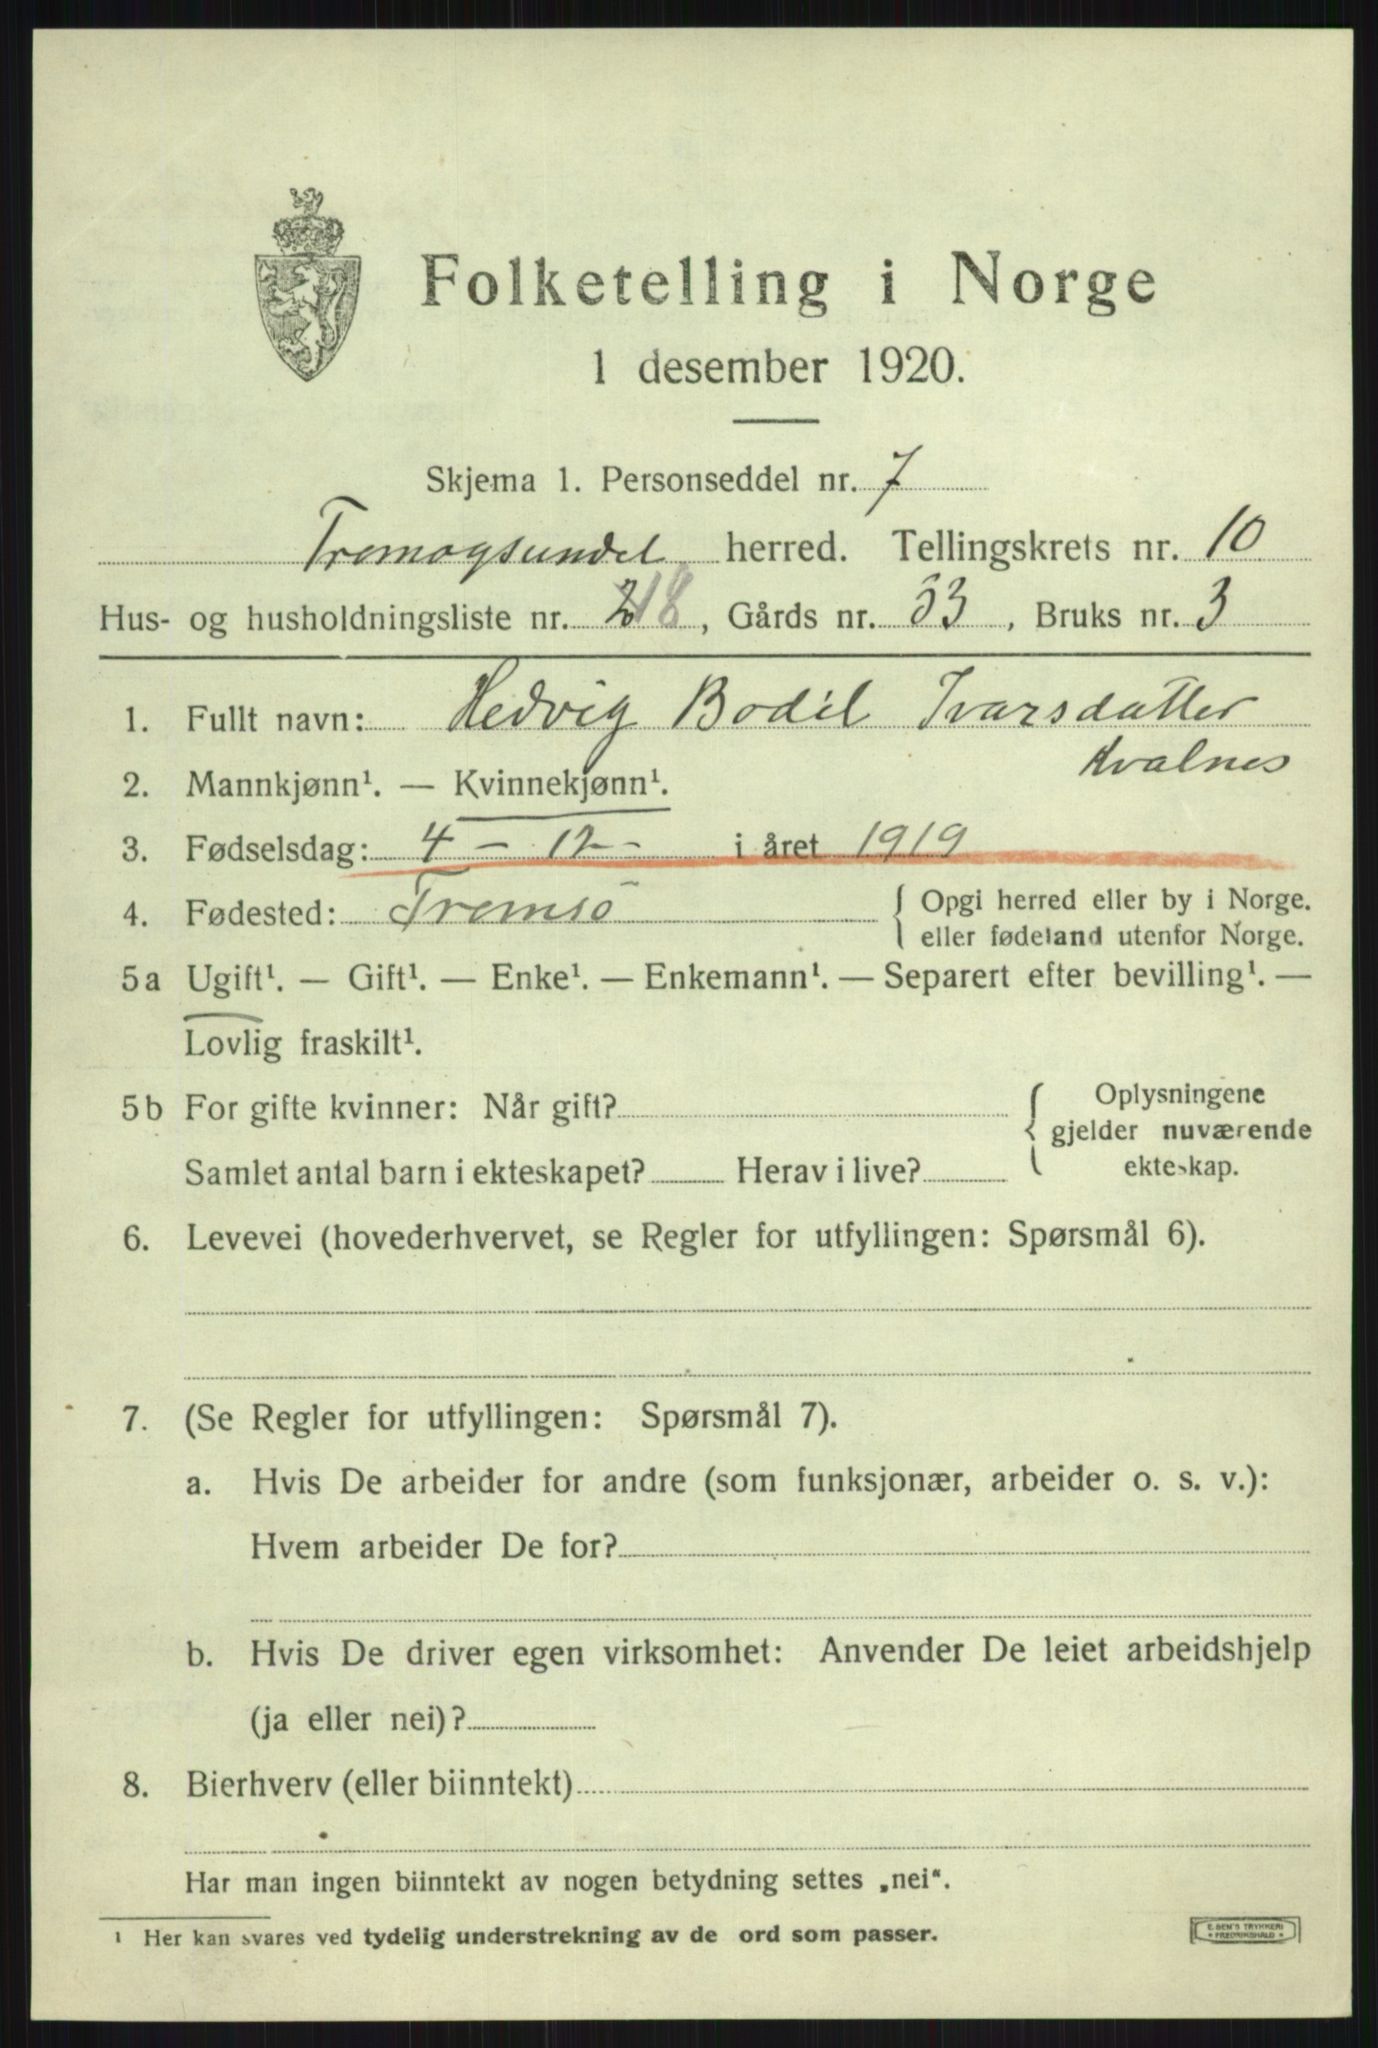 Folketelling i Norge
1 desember 1920.
Skjema 1. Personseddel nr. 7
Tromøysundet herred. Tellingskrets nr. 10
Hus- og husholdningsliste nr. 48, Gårds nr. 33, Bruks nr. 3
1. Fullt navn: Hedvig Bodil Ivarsdatter
Kvalnes
2. Mannkjønn¹. — Kvinnekjønn¹.
3. Fødselsdag: 4 - 12 - i året 1919
4. Fødested: Tromsö { Opgi herred eller by i Norge.
eller fødeland utenfor Norge.
5a Ugift¹. — Gift¹. — Enke¹. — Enkemann¹. — Separert efter bevilling¹. —
Lovlig fraskilt¹.
5b For gifte kvinner: Når gift? { Oplysningene
gjelder nuværende
Samlet antal barn i ekteskapet? Herav i live? ekteskap.
6. Levevei (hovederhvervet, se Regler for utfyllingen: Spørsmål 6).
7. (Se Regler for utfyllingen: Spørsmål 7).
a. Hvis De arbeider for andre (som funksjonær, arbeider o. s. v.):
Hvem arbeider De for?
b. Hvis De driver egen virksomhet: Anvender De leiet arbeidshjelp
(ja eller nei)?
8. Bierhverv (eller biinntekt)
Har man ingen biinntekt av nogen betydning settes „nei“.
¹ Her kan svares ved tydelig understrekning av de ord som passer.
E. SEM'S TRYKKERI
FREDRIKSHALD